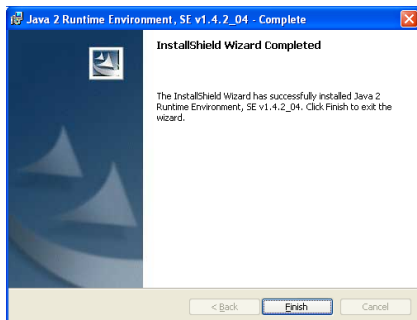 Java 2 Runtime Environment, SE v1.4.2_04 - Complete
InstallShield Wizard Completed
The InstallShield Wizard has successfully installed Java 2
Runtime Environment, SE v1.4.2_04. Click Finish to exit the
wizard.
< Back Finish Cancel